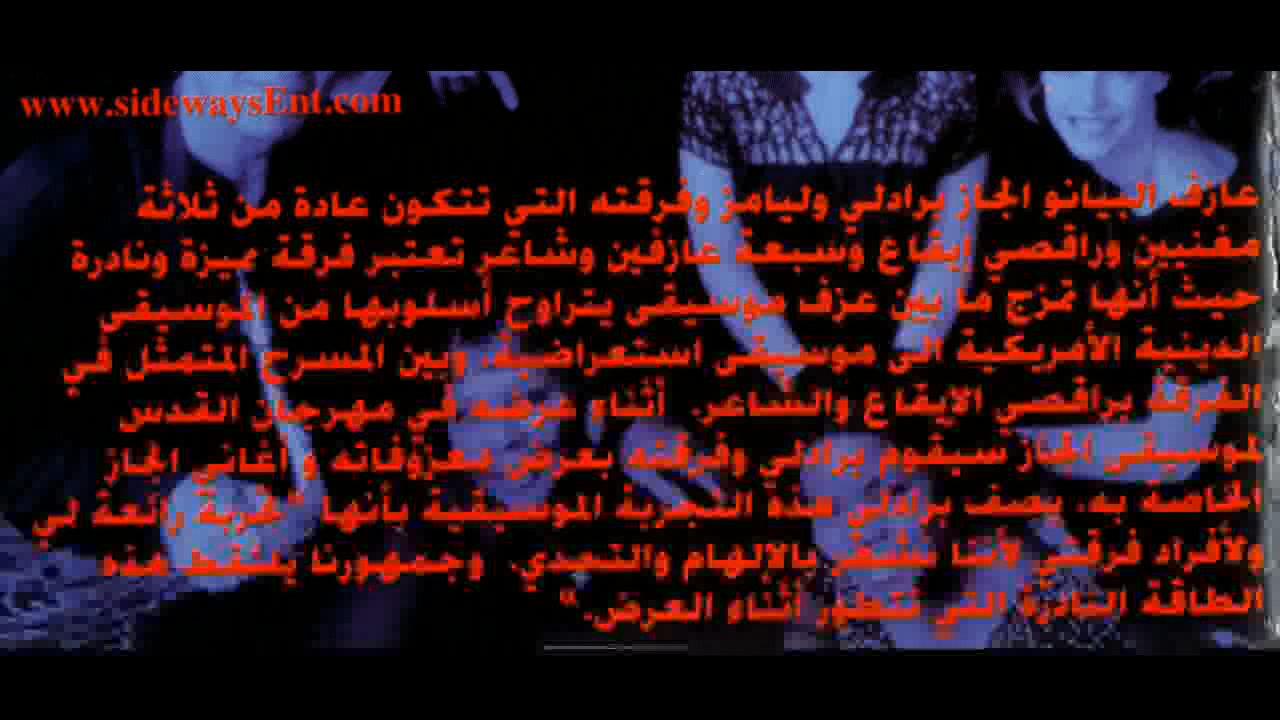 www.sidewaysEnt.com
عازف البيانو الجاز برادلي وليامز وفرقته التي تتكون عادة من ثلاثة
مغنيين وراقصي إيقاع وسبعة عازفين وشاعر تعتبر فرقة مميزة ونادرة
حيث أنها تمزج ما بين عزف موسيقى يتراوح أسلوبها من الموسيقى
الدينية الأمريكية الى موسيقى استعراضية، وبين المسرح المتمثل في
الفرقة براقصي الايقاع والشاعر. أثناء عرضه في مهرجان القدس
لموسيقى الجاز سيقوم برادلي وفرقته بعرض معزوفاته و أغاني الجاز
الخاصة به. يصف برادلي هذه التجربة الموسيقية بأنها "تجربة رائعة لي
ولأفراد فرقتي لأننا نشعر بالالهام والتحدي. وجمهورنا يلتقط هذه
الطاقة النادرة التي تتطور أثناء العرض."